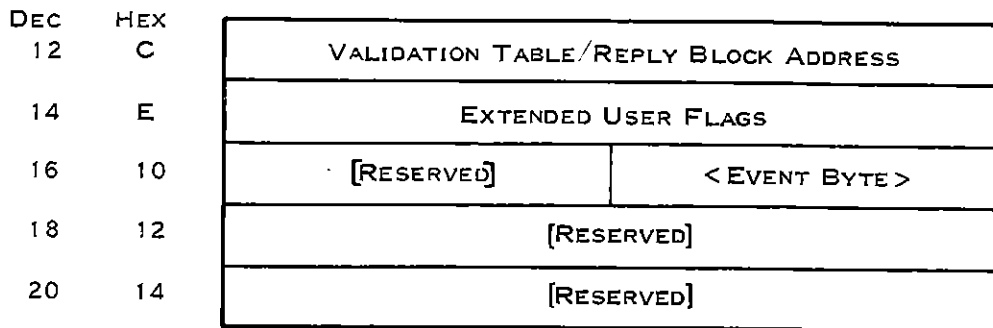 DEC HEX
12 C VALIDATION TABLE/REPLY BLOCK ADDRESS
14 E EXTENDED USER FLAGS
16 10 [RESERVED] <EVENT BYTE>
18 12 [RESERVED]
20 14 [RESERVED]